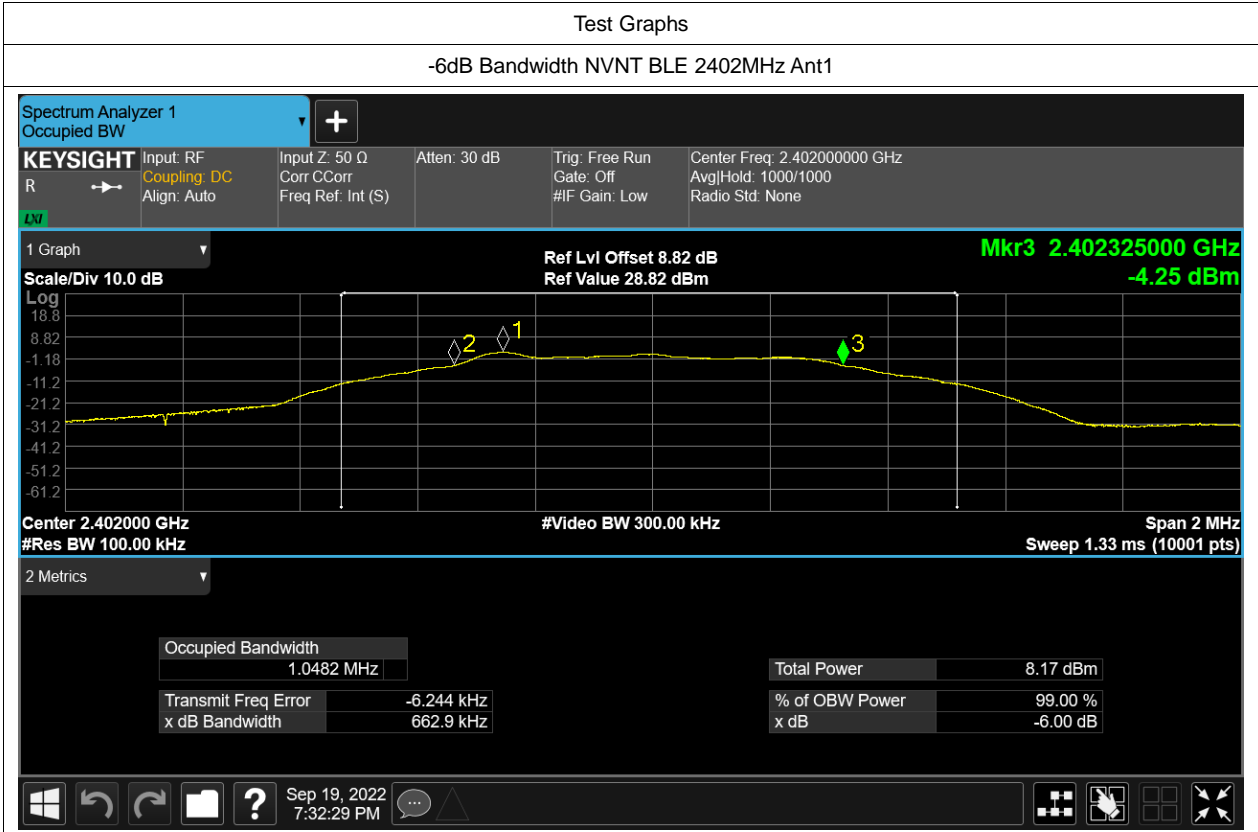 Test Graphs
-6dB Bandwidth NVNT BLE 2402MHz Ant1
Spectrum Analyzer 1
Occupied BW
KEYSIGHT
R
LXI
Input: RF
Coupling: DC
Align: Auto
Input Z: 50 Ω
Corr CCorr
Freq Ref: Int (S)
Atten: 30 dB
Trig: Free Run
Gate: Off
#IF Gain: Low
Center Freq: 2.402000000 GHz
Avg|Hold: 1000/1000
Radio Std: None
1 Graph
Scale/Div 10.0 dB
Ref Lvl Offset 8.82 dB
Ref Value 28.82 dBm
Mkr3 2.402325000 GHz
-4.25 dBm
Log
18.8
8.82
-1.18
-11.2
-21.2
-31.2
-41.2
-51.2
-61.2
2
1
3
Center 2.402000 GHz
#Res BW 100.00 kHz
#Video BW 300.00 kHz
Span 2 MHz
Sweep 1.33 ms (10001 pts)
2 Metrics
Occupied Bandwidth
1.0482 MHz
Transmit Freq Error -6.244 kHz
x dB Bandwidth 662.9 kHz
Total Power 8.17 dBm
% of OBW Power 99.00 %
x dB -6.00 dB
?
Sep 19, 2022
7:32:29 PM